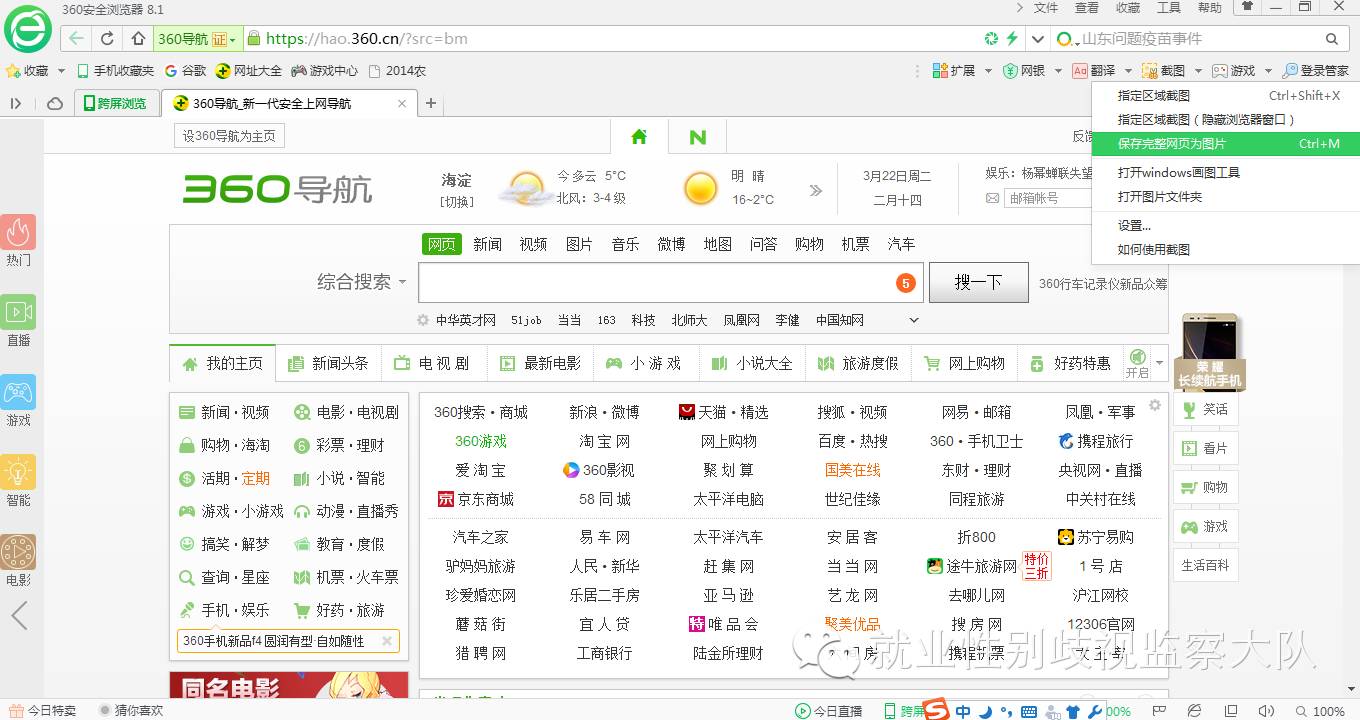 360安全浏览器 8.1
文件 查看 收藏 工具 帮助
360导航 证 https://hao.360.cn/?src=bm 山东问题疫苗事件
收藏 手机收藏夹 谷歌 网址大全 游戏中心 2014农 扩展 网银 翻译 截图 游戏 登录管家
跨屏浏览 360导航_新一代安全上网导航
指定区域截图 Ctrl+Shift+X
指定区域截图（隐藏浏览器窗口）
保存完整网页为图片 Ctrl+M
打开windows画图工具
打开图片文件夹
设置...
如何使用截图
设360导航为主页 N 反馈
360导航 海淀 [切换] 今 多云 5°C 北风：3-4 级 明 晴 16~2°C 3月22日周二 二月十四 娱乐：杨幂蝉联失望
邮箱帐号
热门
直播
游戏
智能
电影
网页 新闻 视频 图片 音乐 微博 地图 问答 购物 机票 汽车
综合搜索 5 搜一下 360行车记录仪新品众筹
中华英才网 51job 当当 163 科技 北师大 凤凰网 李健 中国知网
我的主页 新闻头条 电视剧 最新电影 小游戏 小说大全 旅游度假 网上购物 好药特惠 开启
新闻·视频 电影·电视剧
购物·海淘 彩票·理财
活期·定期 小说·智能
游戏·小游戏 动漫·直播秀
搞笑·解梦 教育·度假
查询·星座 机票·火车票
手机·娱乐 好药·旅游
360手机新品f4 圆润有型·自如随性
同名电影
360搜索·商城 新浪·微博 天猫·精选 搜狐·视频 网易·邮箱 凤凰·军事
360游戏 淘宝网 网上购物 百度·热搜 360·手机卫士 携程旅行
爱淘宝 360影视 聚划算 国美在线 东财·理财 央视网·直播
京 京东商城 58同城 太平洋电脑 世纪佳缘 同程旅游 中关村在线
汽车之家 易车网 太平洋汽车 安居客 折800 苏宁易购
驴妈妈旅游 人民·新华 赶集网 当当网 途牛旅游网 特价三折 1号店
珍爱婚恋网 乐居二手房 亚马逊 艺龙网 去哪儿网 沪江网校
蘑菇街 宜人贷 特 唯品会 聚美优品 搜房网 12306官网
猎聘网 工商银行 陆金所理财 携程机票
荣耀
长续航手机
笑话
看片
购物
游戏
生活百科
就业性别歧视监察大队
今日特卖 猜你喜欢 今日直播 跨屏 中 100%